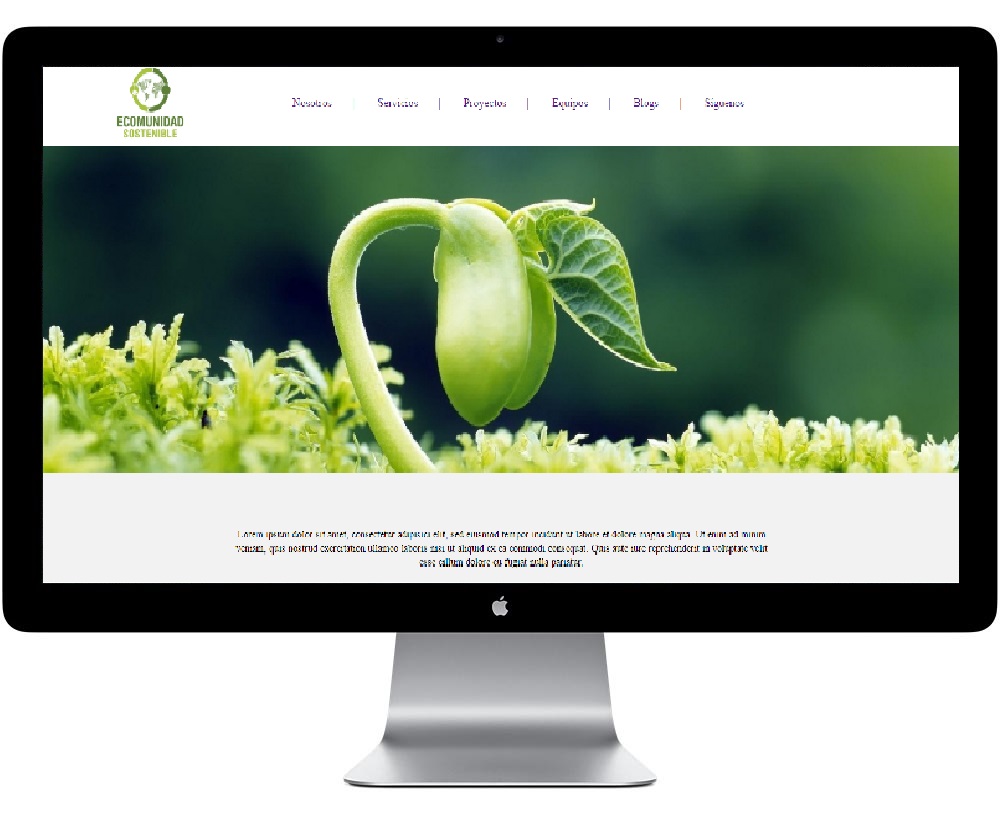 ECOMUNIDAD
SOSTENIBLE
Nosotros | Servicios | Proyectos | Equipos | Blogs | Siguenos
Lorem ipsum dolor sit amet, consectetur adipisici elit, sed eiusmod tempor incidunt ut labore et dolore magna aliqua. Ut enim ad minim
veniam, quis nostrud exercitation ullamco laboris nisi ut aliquid ex ea commodi consequat. Quis aute iure reprehenderit in voluptate velit
esse cillum dolore eu fugiat nulla pariatur.